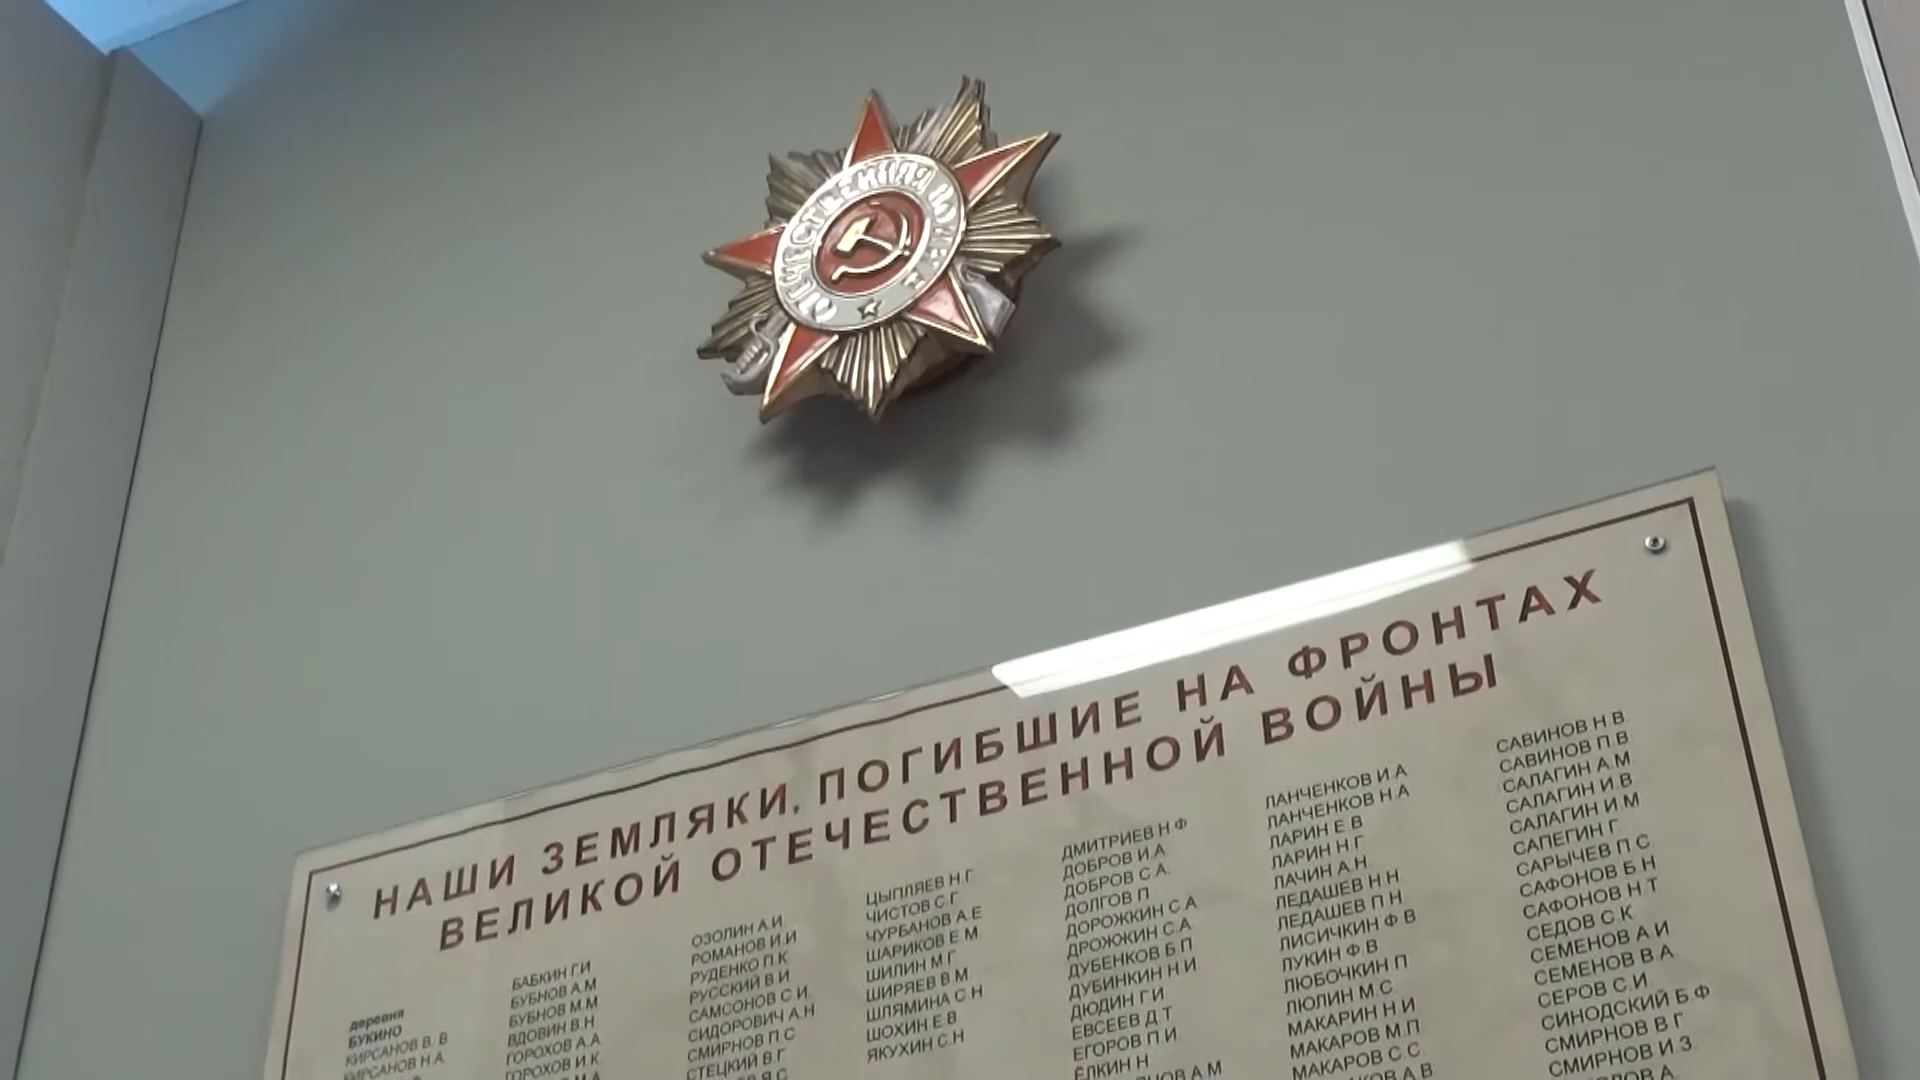 ОТЕЧЕСТВЕННАЯ ВОЙНА
НАШИ ЗЕМЛЯКИ, ПОГИБШИЕ НА ФРОНТАХ
ВЕЛИКОЙ ОТЕЧЕСТВЕННОЙ ВОЙНЫ
деревня
БУКИНО
КИРСАНОВ В. В
КИРСАНОВ Н.А.
БАБКИН Г.И
БУБНОВ А.М
БУБНОВ М.М
ВДОВИН В.Н
ГОРОХОВ А.А
ГОРОХОВ И.К
ОЗОЛИН А.И.
РОМАНОВ И.И
РУДЕНКО П.К
РУССКИЙ В.И
САМСОНОВ С.И.
СИДОРОВИЧ А.Н
СМИРНОВ П.С
СТЕЦКИЙ В.Г.
ЦЫПЛЯЕВ Н.Г
ЧИСТОВ С.Г
ЧУРБАНОВ А.Е
ШАРИКОВ Е.М
ШИЛИН М.Г
ШИРЯЕВ В.М
ШЛЯМИНА С.Н
ШОХИН Е.В
ЯКУХИН С.Н
ДМИТРИЕВ Н Ф
ДОБРОВ И.А
ДОБРОВ С.А.
ДОЛГОВ П.
ДОРОЖКИН С.А
ДРОЖЖИН С.А
ДУБЕНКОВ Б.П
ДУБИНКИН Н И
ДЮДИН Г.И
ЕВСЕЕВ Д Т
ЕГОРОВ П.И
ЕЛКИН Н
ЛАНЧЕНКОВ И.А
ЛАНЧЕНКОВ Н.А
ЛАРИН Е В
ЛАРИН Н Г
ЛАЧИН А.Н.
ЛЕДАШЕВ Н Н
ЛЕДАШЕВ П Н
ЛИСИЧКИН Ф В
ЛУКИН Ф.В
ЛЮБОЧКИН П
ЛЮЛИН М С
МАКАРИН Н И
МАКАРОВ М.П
МАКАРОВ С С
САВИНОВ Н В
САВИНОВ П В
САЛАГИН А.М.
САЛАГИН И В
САЛАГИН И М
САПЕГИН Г.
САРЫЧЕВ П С
САФОНОВ Б Н
САФОНОВ Н Т
СЕДОВ С.К
СЕМЕНОВ А И
СЕМЕНОВ В А
СЕРОВ С.И
СИНОДСКИЙ Б.Ф
СМИРНОВ В Г
СМИРНОВ И.З